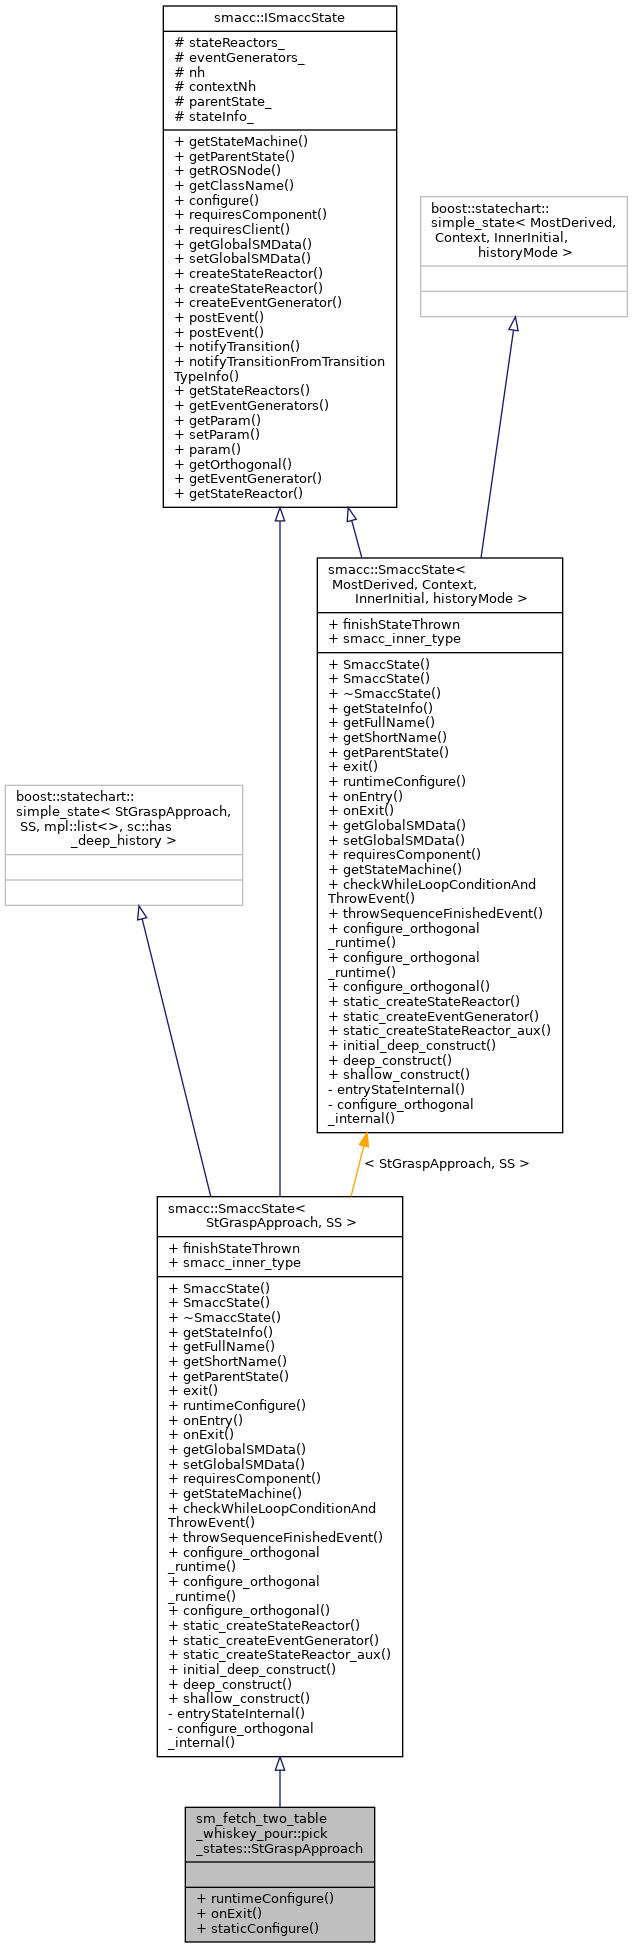 smacc::ISmaccState
# stateReactors_
# eventGenerators_
# nh
# contextNh
# parentState_
# stateInfo_
+ getStateMachine()
+ getParentState()
+ getROSNode()
+ getClassName()
+ configure()
+ requiresComponent()
+ requiresClient()
+ getGlobalSMData()
+ setGlobalSMData()
+ createStateReactor()
+ createStateReactor()
+ createEventGenerator()
+ postEvent()
+ postEvent()
+ notifyTransition()
+ notifyTransitionFromTransition
TypeInfo()
+ getStateReactors()
+ getEventGenerators()
+ getParam()
+ setParam()
+ param()
+ getOrthogonal()
+ getEventGenerator()
+ getStateReactor()
boost::statechart::
simple_state< MostDerived,
Context, InnerInitial,
historyMode >
smacc::SmaccState<
MostDerived, Context,
InnerInitial, historyMode >
+ finishStateThrown
+ smacc_inner_type
+ SmaccState()
+ SmaccState()
+ ~SmaccState()
+ getStateInfo()
+ getFullName()
+ getShortName()
+ getParentState()
+ exit()
+ runtimeConfigure()
+ onEntry()
+ onExit()
+ getGlobalSMData()
+ setGlobalSMData()
+ requiresComponent()
+ getStateMachine()
+ checkWhileLoopConditionAnd
ThrowEvent()
+ throwSequenceFinishedEvent()
+ configure_orthogonal
_runtime()
+ configure_orthogonal
_runtime()
+ configure_orthogonal()
+ static_createStateReactor()
+ static_createEventGenerator()
+ static_createStateReactor_aux()
+ initial_deep_construct()
+ deep_construct()
+ shallow_construct()
- entryStateInternal()
- configure_orthogonal
_internal()
boost::statechart::
simple_state< StGraspApproach,
SS, mpl::list<>, sc::has
_deep_history >
< StGraspApproach, SS >
smacc::SmaccState<
StGraspApproach, SS >
+ finishStateThrown
+ smacc_inner_type
+ SmaccState()
+ SmaccState()
+ ~SmaccState()
+ getStateInfo()
+ getFullName()
+ getShortName()
+ getParentState()
+ exit()
+ runtimeConfigure()
+ onEntry()
+ onExit()
+ getGlobalSMData()
+ setGlobalSMData()
+ requiresComponent()
+ getStateMachine()
+ checkWhileLoopConditionAnd
ThrowEvent()
+ throwSequenceFinishedEvent()
+ configure_orthogonal
_runtime()
+ configure_orthogonal
_runtime()
+ configure_orthogonal()
+ static_createStateReactor()
+ static_createEventGenerator()
+ static_createStateReactor_aux()
+ initial_deep_construct()
+ deep_construct()
+ shallow_construct()
- entryStateInternal()
- configure_orthogonal
_internal()
sm_fetch_two_table
_whiskey_pour::pick
_states::StGraspApproach
+ runtimeConfigure()
+ onExit()
+ staticConfigure()